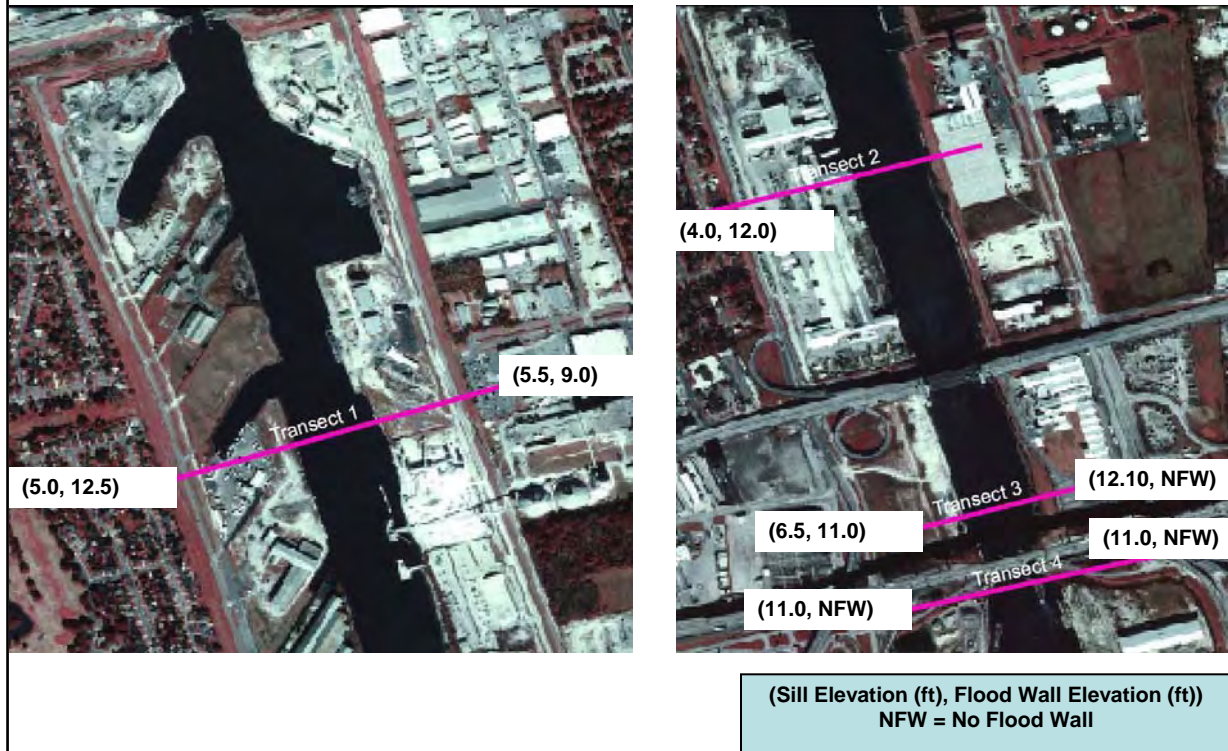 Transect 1
(5.5, 9.0)
(5.0, 12.5)
Transect 2
(4.0, 12.0)
Transect 3
(12.10, NFW)
(6.5, 11.0)
(11.0, NFW)
Transect 4
(11.0, NFW)
(Sill Elevation (ft), Flood Wall Elevation (ft))
NFW = No Flood Wall